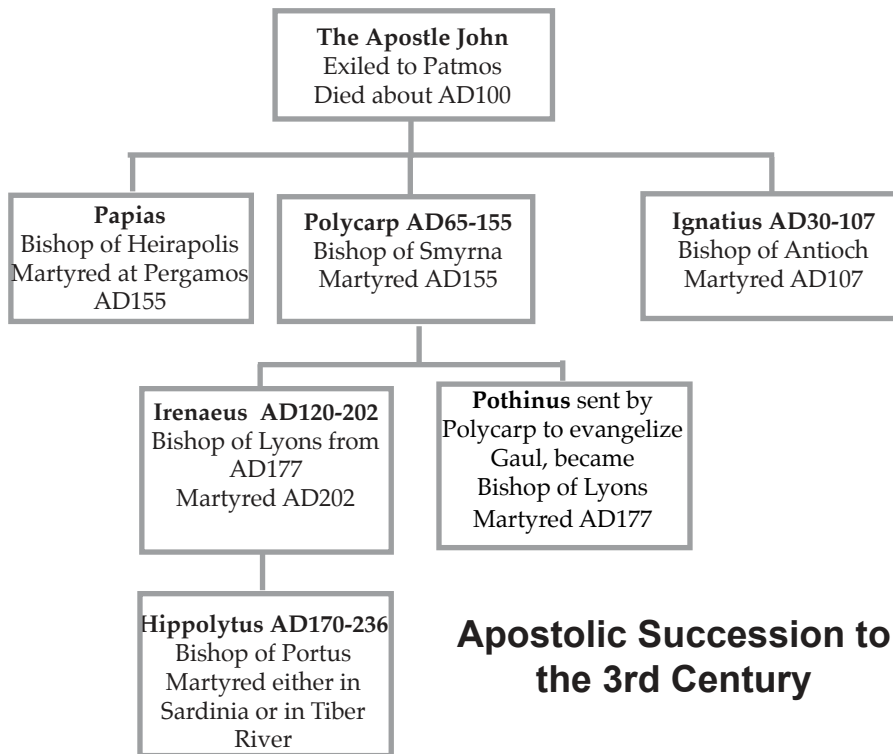 The Apostle John
Exiled to Patmos
Died about AD100
Papias
Bishop of Heirapolis
Martyred at Pergamos
AD155
Polycarp AD65-155
Bishop of Smyrna
Martyred AD155
Ignatius AD30-107
Bishop of Antioch
Martyred AD107
Irenaeus AD120-202
Bishop of Lyons from
AD177
Martyred AD202
Pothinus sent by
Polycarp to evangelize
Gaul, became
Bishop of Lyons
Martyred AD177
Hippolytus AD170-236
Bishop of Portus
Martyred either in
Sardinia or in Tiber
River
Apostolic Succession to
the 3rd Century